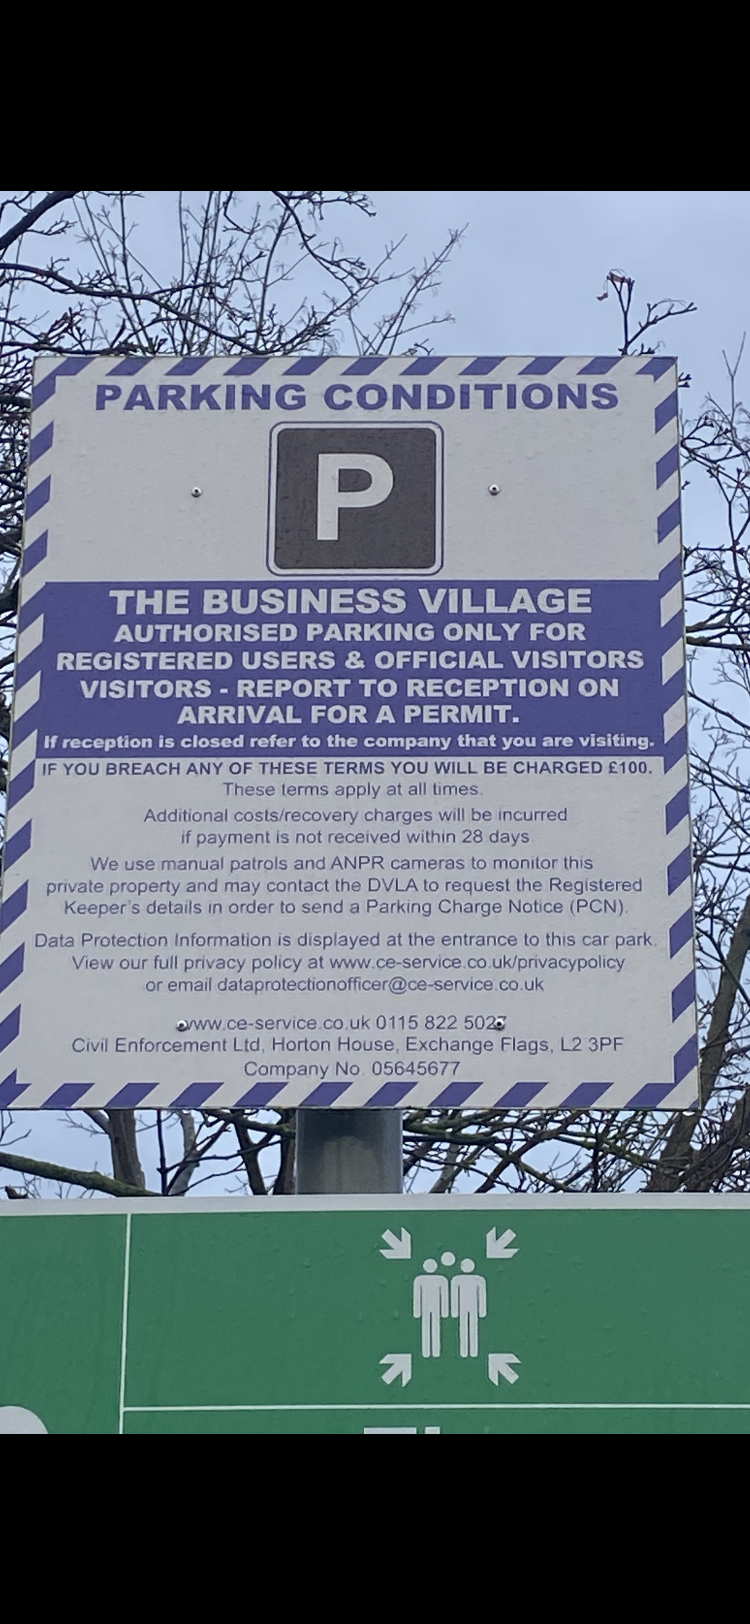 PARKING CONDITIONS
P
THE BUSINESS VILLAGE
AUTHORISED PARKING ONLY FOR
REGISTERED USERS & OFFICIAL VISITORS
VISITORS - REPORT TO RECEPTION ON
ARRIVAL FOR A PERMIT.
If reception is closed refer to the company that you are visiting.
IF YOU BREACH ANY OF THESE TERMS YOU WILL BE CHARGED £100.
These terms apply at all times.
Additional costs/recovery charges will be incurred
if payment is not received within 28 days
We use manual patrols and ANPR cameras to monitor this
private property and may contact the DVLA to request the Registered
Keeper's details in order to send a Parking Charge Notice (PCN).
Data Protection Information is displayed at the entrance to this car park.
View our full privacy policy at www.ce-service.co.uk/privacypolicy
or email dataprotectionofficer@ce-service.co.uk
www.ce-service.co.uk 0115 822 502
Civil Enforcement Ltd, Horton House, Exchange Flags, L2 3PF
Company No. 05645677